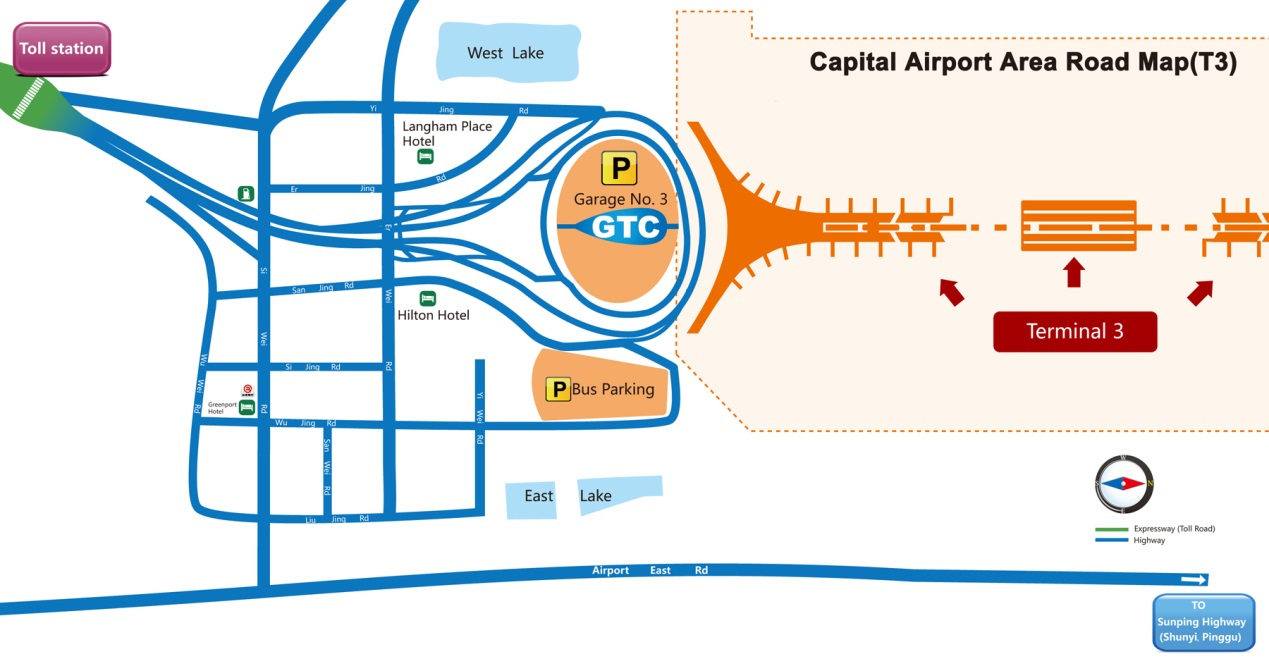 Toll station
West Lake
Capital Airport Area Road Map(T3)
Yi Jing Rd
Langham Place
Hotel
P
Er Jing Rd
Garage No. 3
GTC
Er Wei Rd
Si Wei Rd
San Jing Rd
Hilton Hotel
Terminal 3
Wu Wei Rd
Si Jing Rd
P Bus Parking
Yi Wei Rd
Greenport
Hotel
Wu Jing Rd
San Wei Rd
East Lake
Liu Jing Rd
W
N
Expressway (Toll Road)
Highway
Airport East Rd
TO
Sunping Highway
(Shunyi, Pinggu)